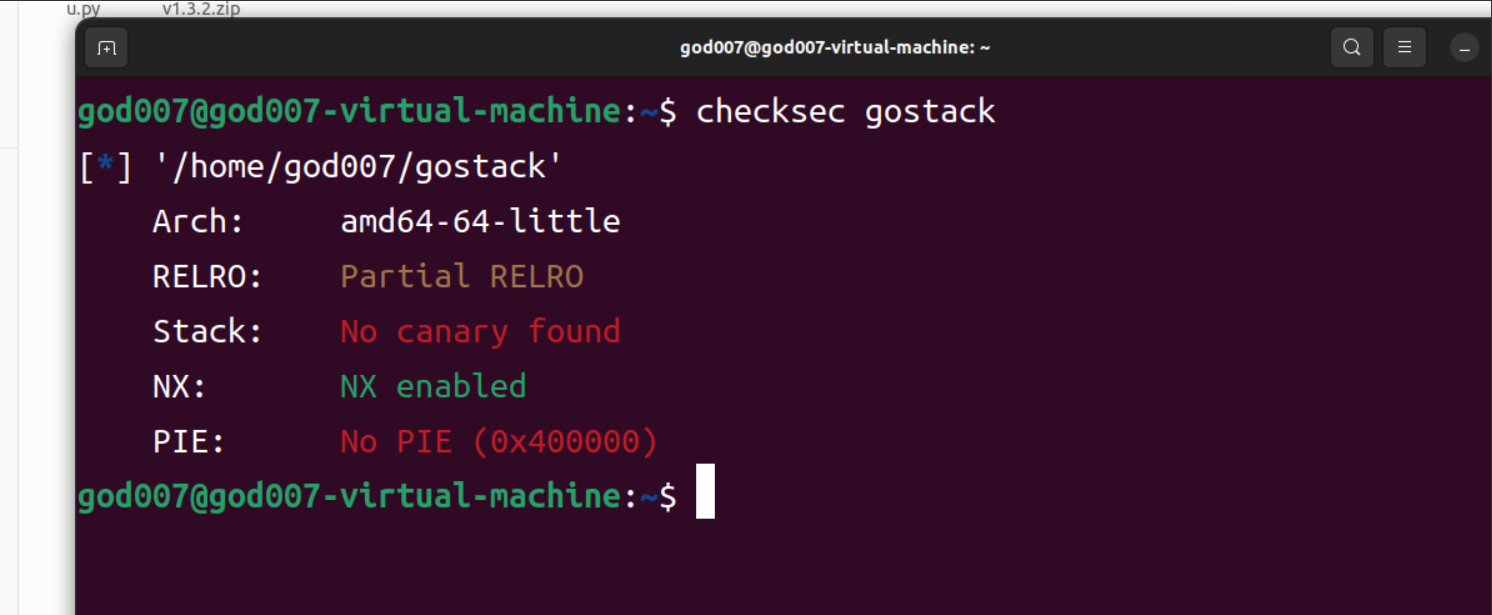 u.py v1.3.2.zip
god007@god007-virtual-machine: ~
god007@god007-virtual-machine:~$ checksec gostack
[*] '/home/god007/gostack'
Arch: amd64-64-little
RELRO: Partial RELRO
Stack: No canary found
NX: NX enabled
PIE: No PIE (0x400000)
god007@god007-virtual-machine:~$